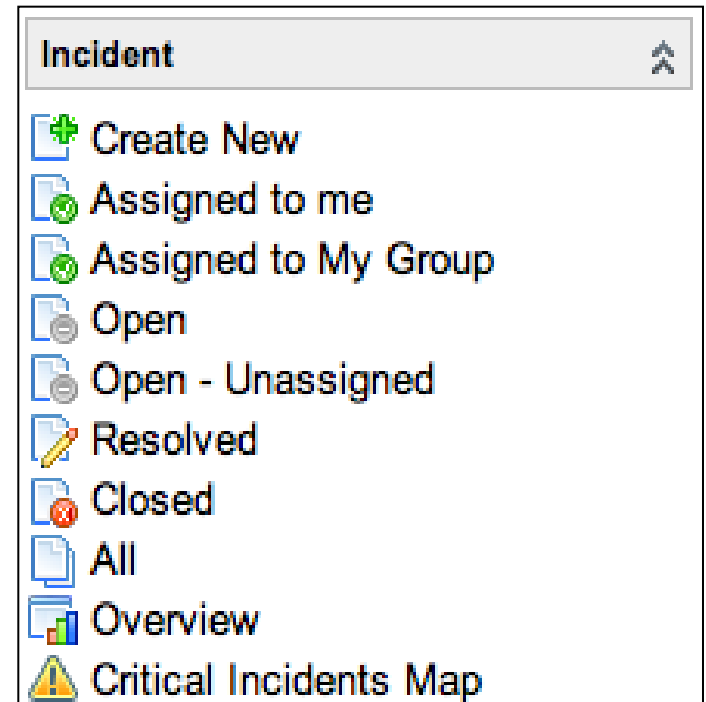 Incident
Create New
Assigned to me
Assigned to My Group
Open
Open - Unassigned
Resolved
Closed
All
Overview
Critical Incidents Map